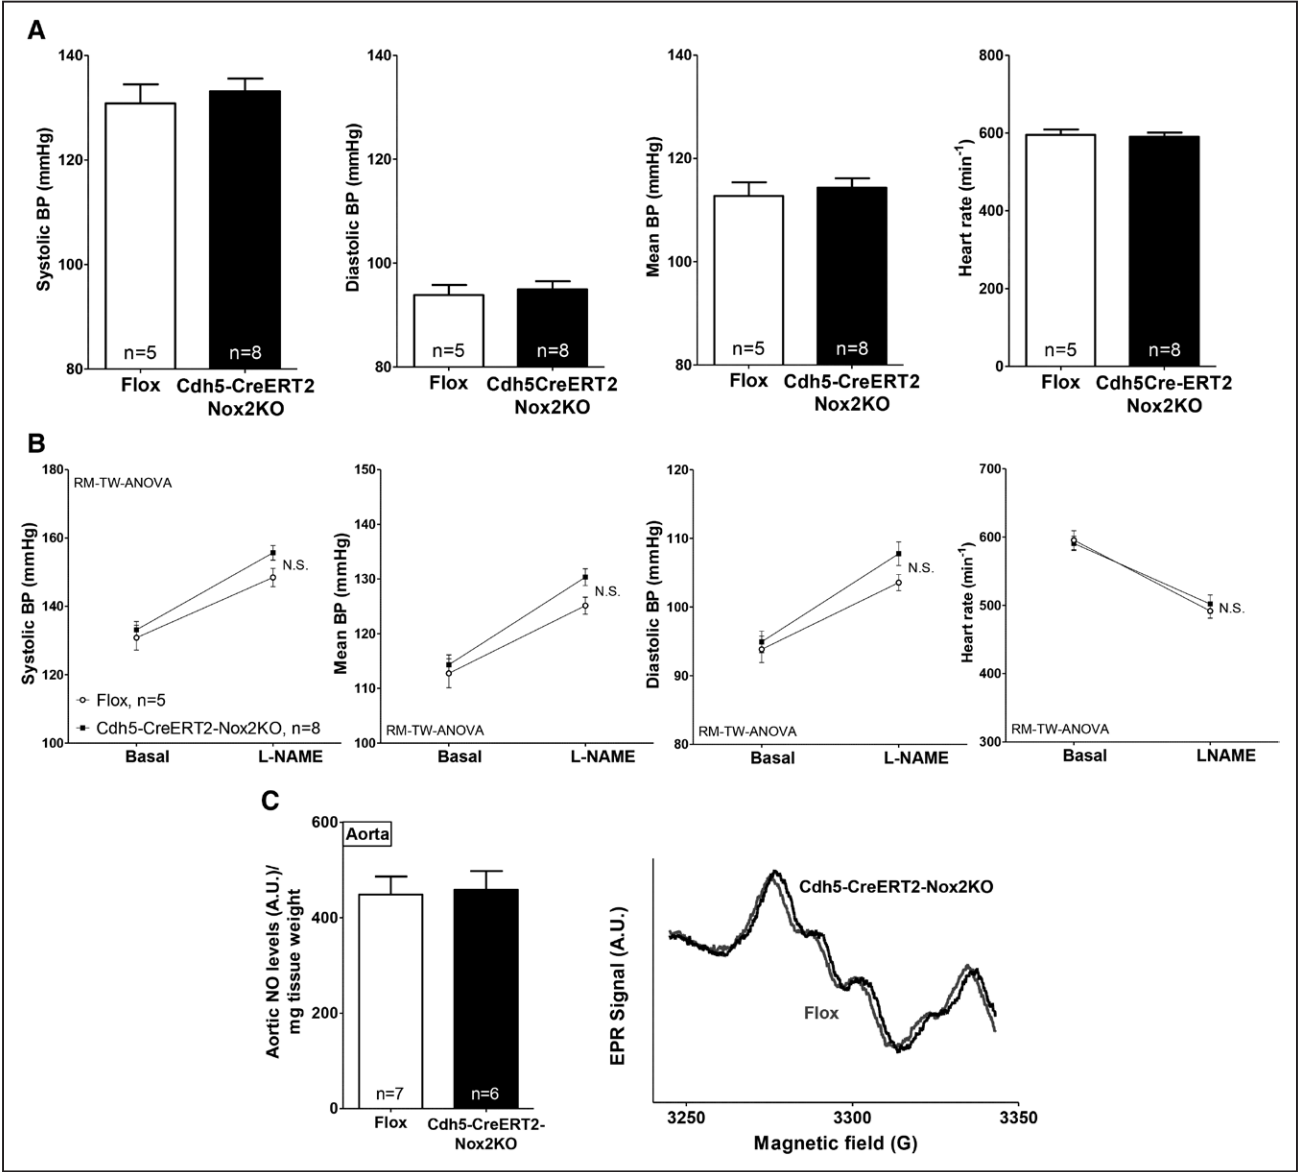 A
Systolic BP (mmHg)
140
120
100
80
n=5
n=8
Flox
Cdh5-CreERT2
Nox2KO
Diastolic BP (mmHg)
140
120
100
80
n=5
n=8
Flox
Cdh5CreERT2
Nox2KO
Mean BP (mmHg)
140
120
100
80
n=5
n=8
Flox
Cdh5-CreERT2
Nox2KO
Heart rate (min⁻¹)
800
600
400
200
0
n=5
n=8
Flox
Cdh5Cre-ERT2
Nox2KO
B
Systolic BP (mmHg)
180
160
140
120
100
RM-TW-ANOVA
N.S.
Flox, n=5
Cdh5-CreERT2-Nox2KO, n=8
Basal
L-NAME
Mean BP (mmHg)
150
140
130
120
110
100
N.S.
RM-TW-ANOVA
Basal
L-NAME
Diastolic BP (mmHg)
120
110
100
90
80
N.S.
RM-TW-ANOVA
Basal
L-NAME
Heart rate (min⁻¹)
700
600
500
400
300
N.S.
RM-TW-ANOVA
Basal
LNAME
C
Aortic NO levels (A.U.)/
mg tissue weight
600
400
200
0
Aorta
n=7
n=6
Flox
Cdh5-CreERT2-
Nox2KO
EPR Signal (A.U.)
Cdh5-CreERT2-Nox2KO
Flox
3250
3300
3350
Magnetic field (G)